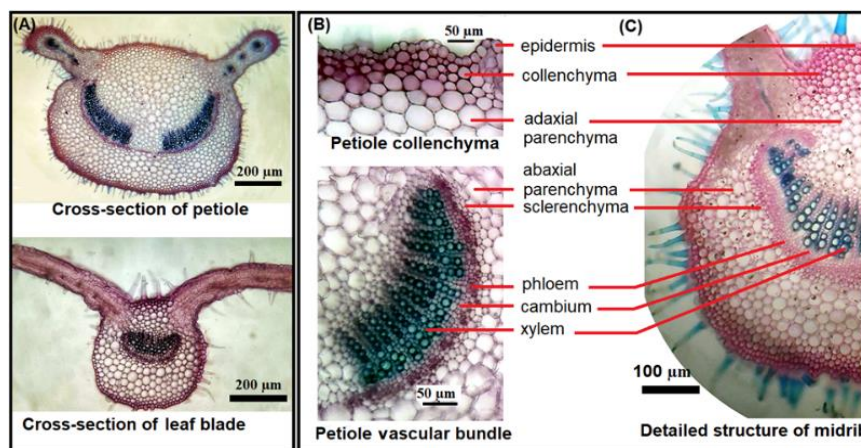 (A)
200 µm
Cross-section of petiole
200 µm
Cross-section of leaf blade
(B)
50 µm
Petiole collenchyma
50 µm
Petiole vascular bundle
epidermis
collenchyma
adaxial
parenchyma
abaxial
parenchyma
sclerenchyma
phloem
cambium
xylem
(C)
100 µm
Detailed structure of midril